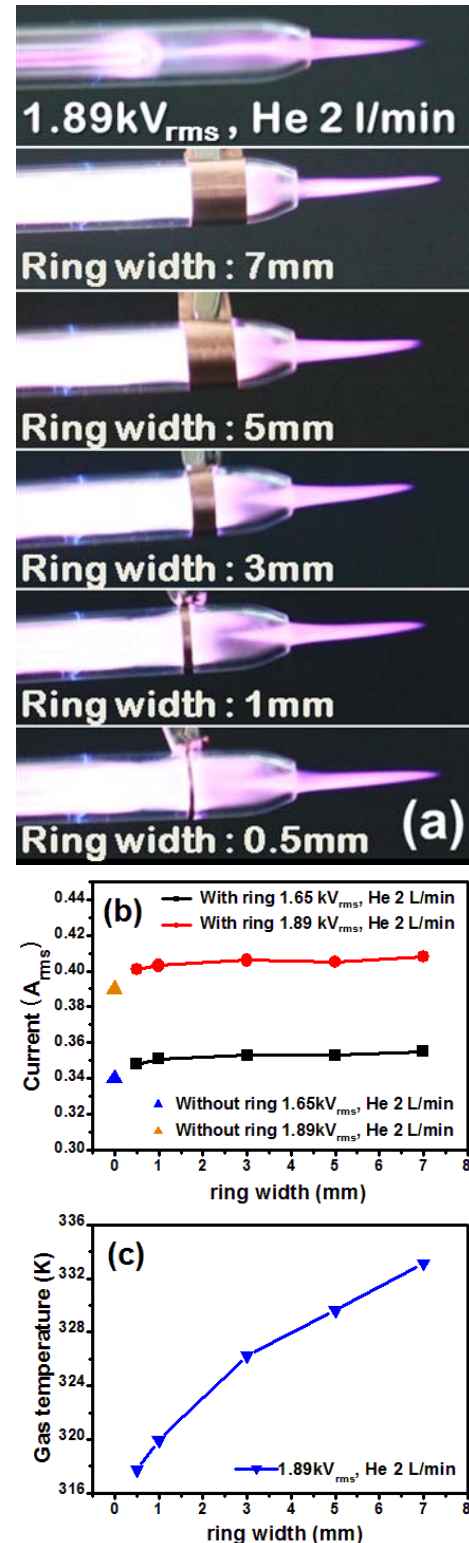 1.89kVrms, He 2 l/min
Ring width : 7mm
Ring width : 5mm
Ring width : 3mm
Ring width : 1mm
Ring width : 0.5mm
(a)
(b)
With ring 1.65 kVrms, He 2 L/min
With ring 1.89 kVrms, He 2 L/min
Without ring 1.65kVrms, He 2 L/min
Without ring 1.89kVrms, He 2 L/min
Current (Arms)
0.44
0.42
0.40
0.38
0.36
0.34
0.32
0.30
0 1 2 3 4 5 6 7 8
ring width (mm)
(c)
Gas temperature (K)
336
332
328
324
320
316
1.89kVrms, He 2 L/min
0 1 2 3 4 5 6 7 8
ring width (mm)